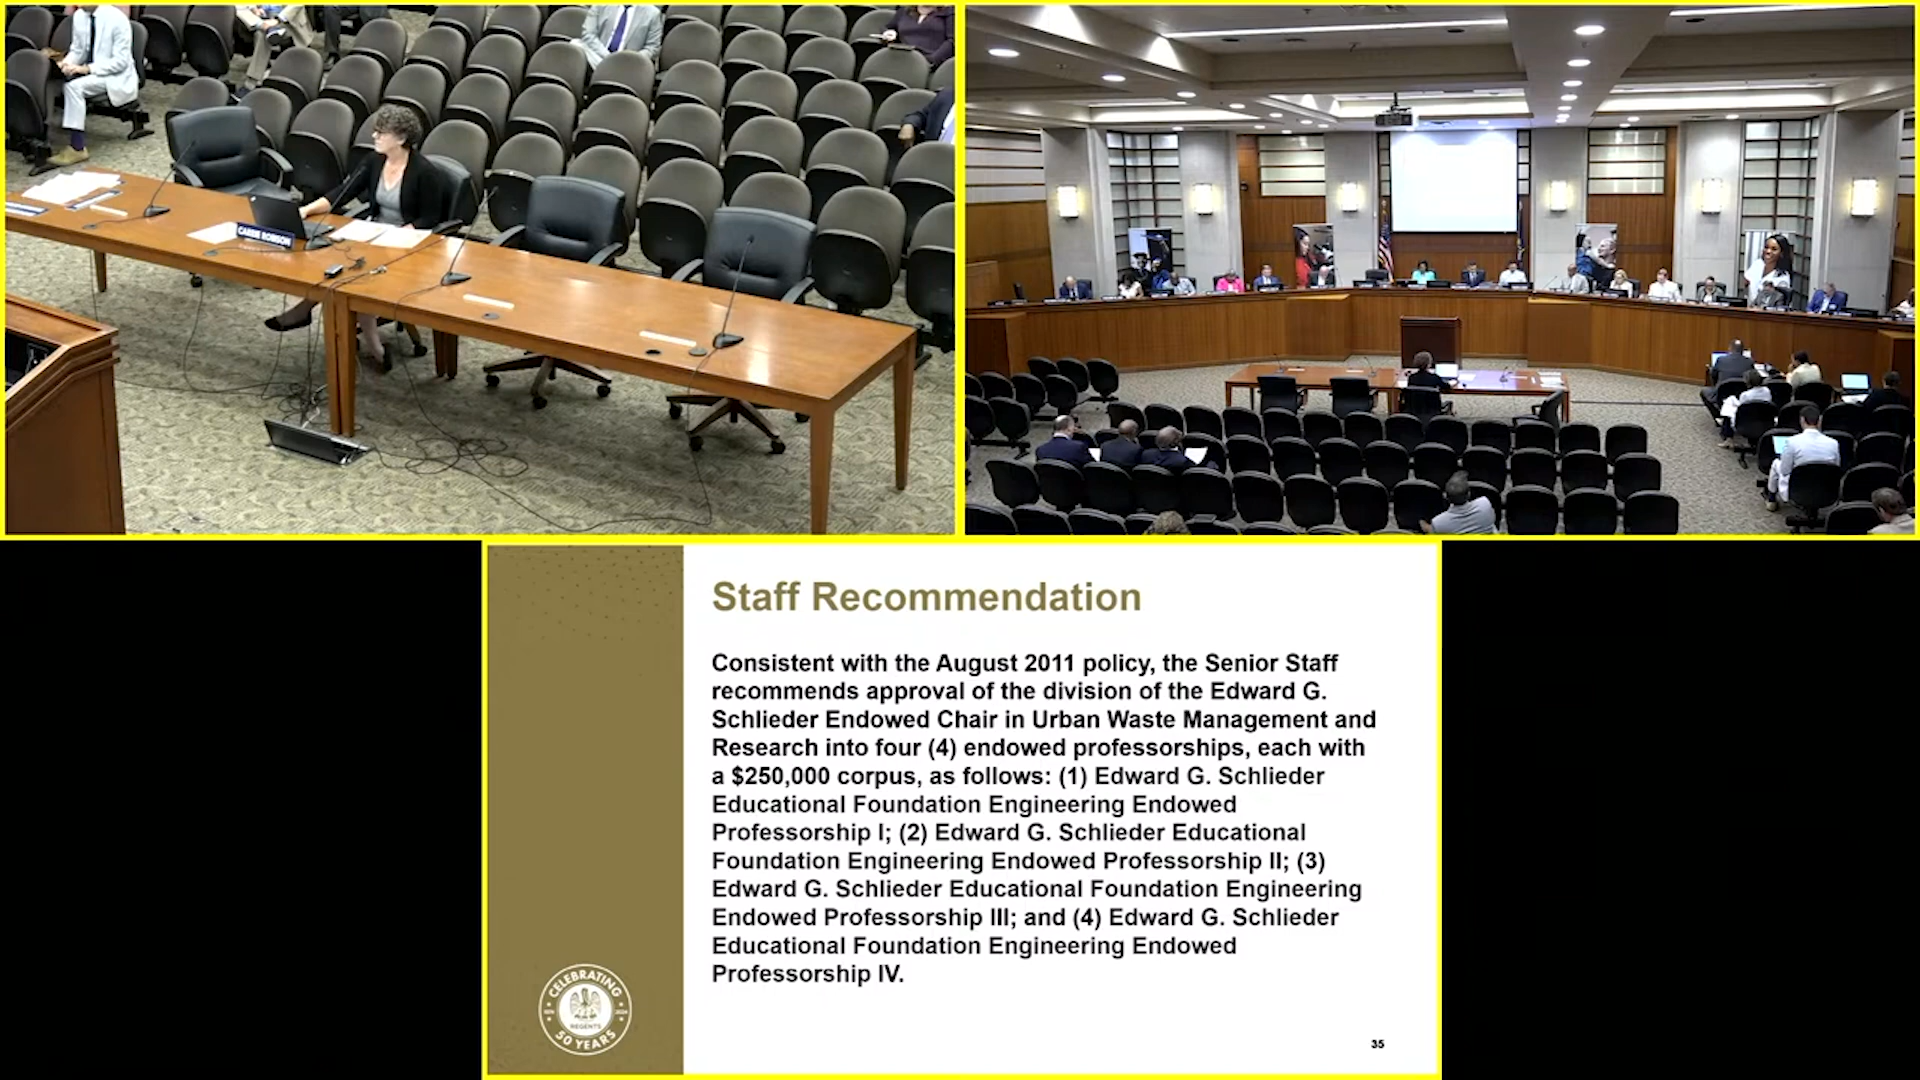 CARRIE ROBISON
Staff Recommendation
Consistent with the August 2011 policy, the Senior Staff
recommends approval of the division of the Edward G.
Schlieder Endowed Chair in Urban Waste Management and
Research into four (4) endowed professorships, each with
a $250,000 corpus, as follows: (1) Edward G. Schlieder
Educational Foundation Engineering Endowed
Professorship I; (2) Edward G. Schlieder Educational
Foundation Engineering Endowed Professorship II; (3)
Edward G. Schlieder Educational Foundation Engineering
Endowed Professorship III; and (4) Edward G. Schlieder
Educational Foundation Engineering Endowed
Professorship IV.
CELEBRATING
REGENTS
50 YEARS
35